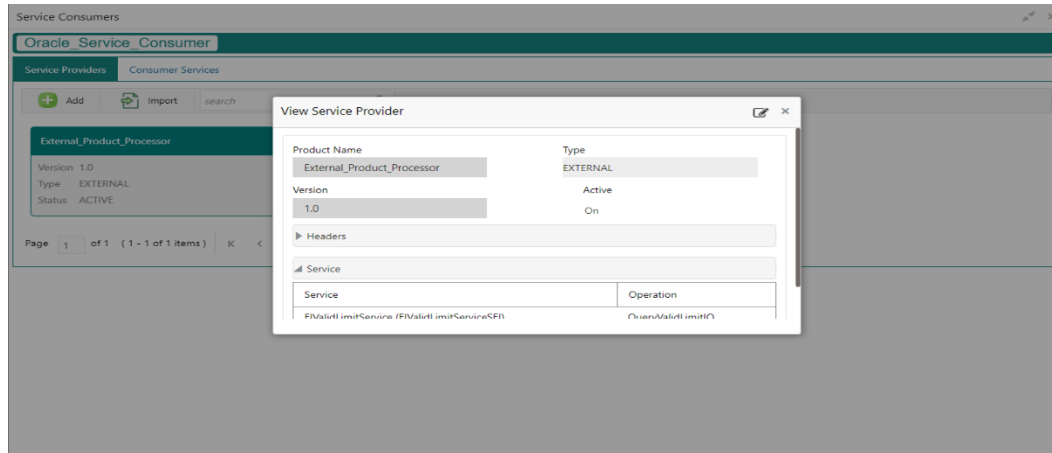 Service Consumers
Oracle_Service_Consumer
Service Providers Consumer Services
Add Import search
External_Product_Processor
Version 1.0
Type EXTERNAL
Status ACTIVE
Page 1 of 1 ( 1 - 1 of 1 items )
View Service Provider
Product Name Type
External_Product_Processor EXTERNAL
Version Active
1.0 On
Headers
Service
Service Operation